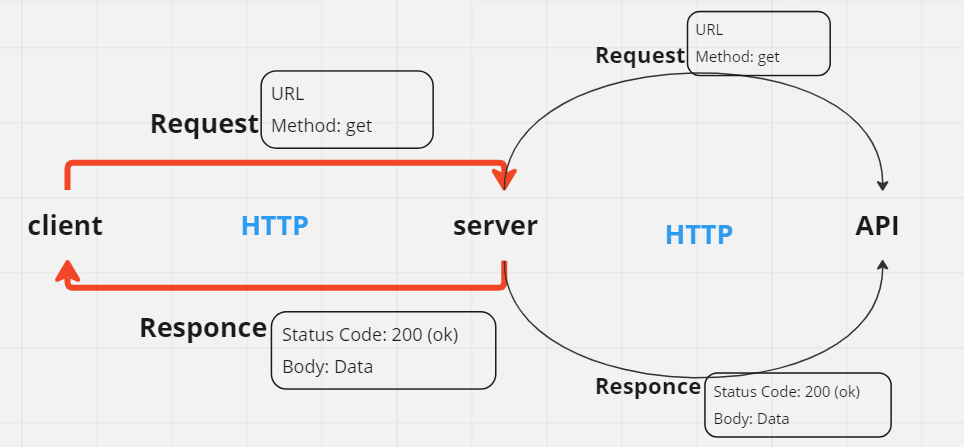 URL
Method: get
Request
URL
Method: get
Request
client
HTTP
server
HTTP
API
Responce
Status Code: 200 (ok)
Body: Data
Responce
Status Code: 200 (ok)
Body: Data